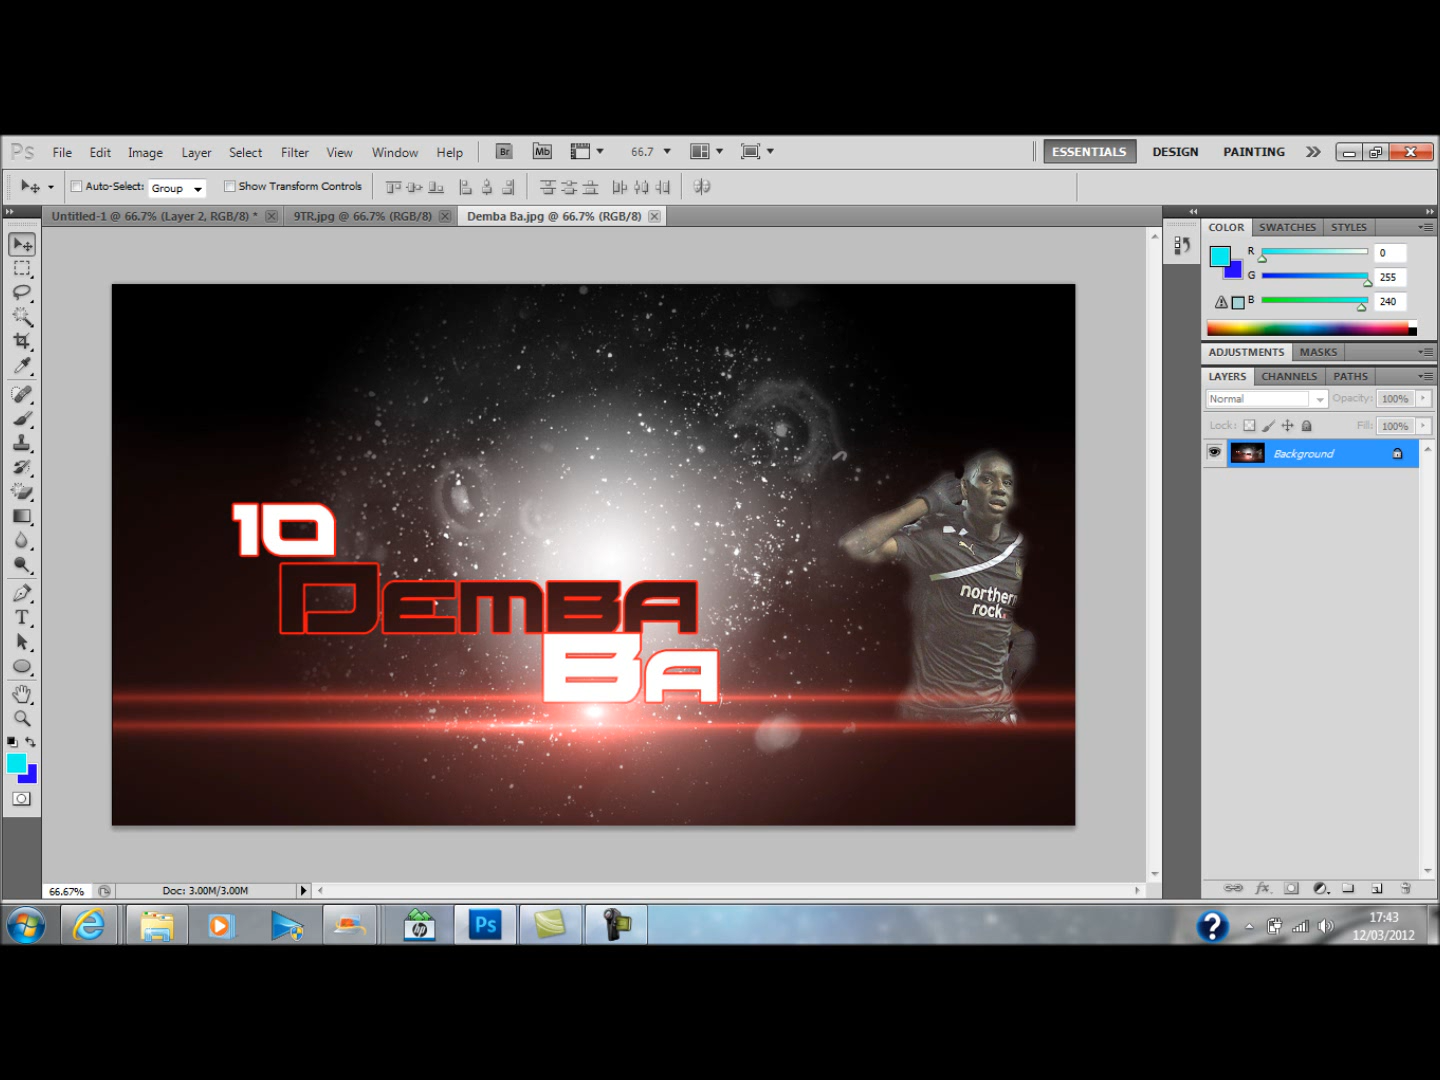 Ps File Edit Image Layer Select Filter View Window Help Br Mb 66.7 ESSENTIALS DESIGN PAINTING
Auto-Select: Group Show Transform Controls
Untitled-1 @ 66.7% (Layer 2, RGB/8) * 9TR.jpg @ 66.7% (RGB/8) Demba Ba.jpg @ 66.7% (RGB/8)
COLOR SWATCHES STYLES
R 0
G 255
B 240
ADJUSTMENTS MASKS
LAYERS CHANNELS PATHS
Normal Opacity: 100%
Lock: Fill: 100%
Background
10
Demba
Ba
northern
rock.
66.67% Doc: 3.00M/3.00M
hp Ps ? 17:43
12/03/2012